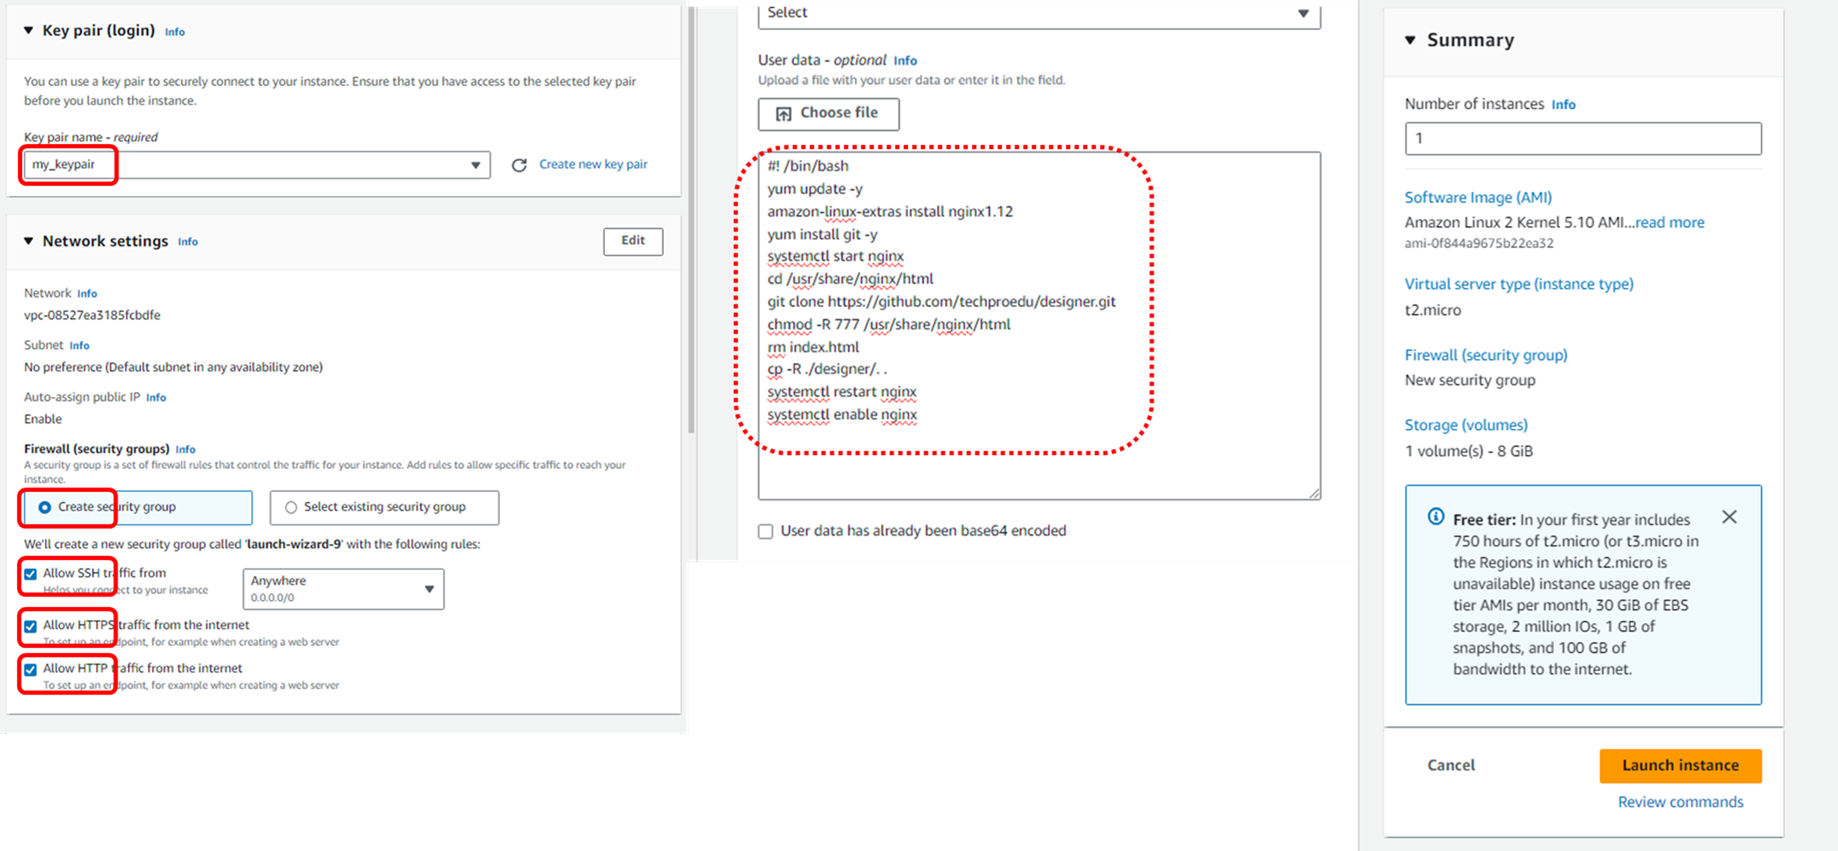 ▼ Key pair (login) Info
You can use a key pair to securely connect to your instance. Ensure that you have access to the selected key pair
before you launch the instance.
Key pair name - required
my_keypair
Create new key pair
▼ Network settings Info
Edit
Network Info
vpc-08527ea3185fcbdfe
Subnet Info
No preference (Default subnet in any availability zone)
Auto-assign public IP Info
Enable
Firewall (security groups) Info
A security group is a set of firewall rules that control the traffic for your instance. Add rules to allow specific traffic to reach your
instance.
Create security group
Select existing security group
We'll create a new security group called 'launch-wizard-9' with the following rules:
Allow SSH traffic from
Helps you connect to your instance
Anywhere
0.0.0.0/0
Allow HTTPS traffic from the internet
To set up an endpoint, for example when creating a web server
Allow HTTP traffic from the internet
To set up an endpoint, for example when creating a web server
Select
User data - optional Info
Upload a file with your user data or enter it in the field.
Choose file
#! /bin/bash
yum update -y
amazon-linux-extras install nginx1.12
yum install git -y
systemctl start nginx
cd /usr/share/nginx/html
git clone https://github.com/techproedu/designer.git
chmod -R 777 /usr/share/nginx/html
rm index.html
cp -R ./designer/. .
systemctl restart nginx
systemctl enable nginx
User data has already been base64 encoded
▼ Summary
Number of instances Info
1
Software Image (AMI)
Amazon Linux 2 Kernel 5.10 AMI...read more
ami-0f844a9675b22ea32
Virtual server type (instance type)
t2.micro
Firewall (security group)
New security group
Storage (volumes)
1 volume(s) - 8 GiB
Free tier: In your first year includes
750 hours of t2.micro (or t3.micro in
the Regions in which t2.micro is
unavailable) instance usage on free
tier AMIs per month, 30 GiB of EBS
storage, 2 million IOs, 1 GB of
snapshots, and 100 GB of
bandwidth to the internet.
Cancel
Launch instance
Review commands